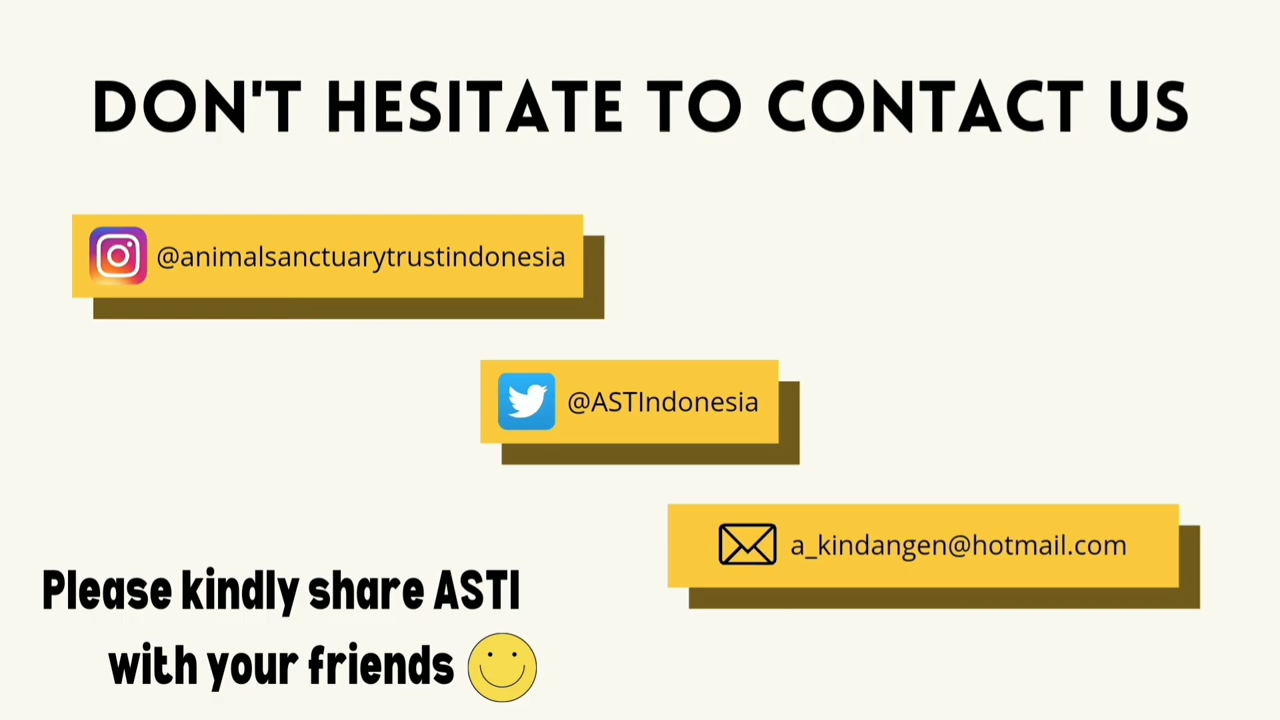 DON'T HESITATE TO CONTACT US
@animalsanctuarytrustindonesia
@ASTIndonesia
a_kindangen@hotmail.com
Please kindly share ASTI
with your friends